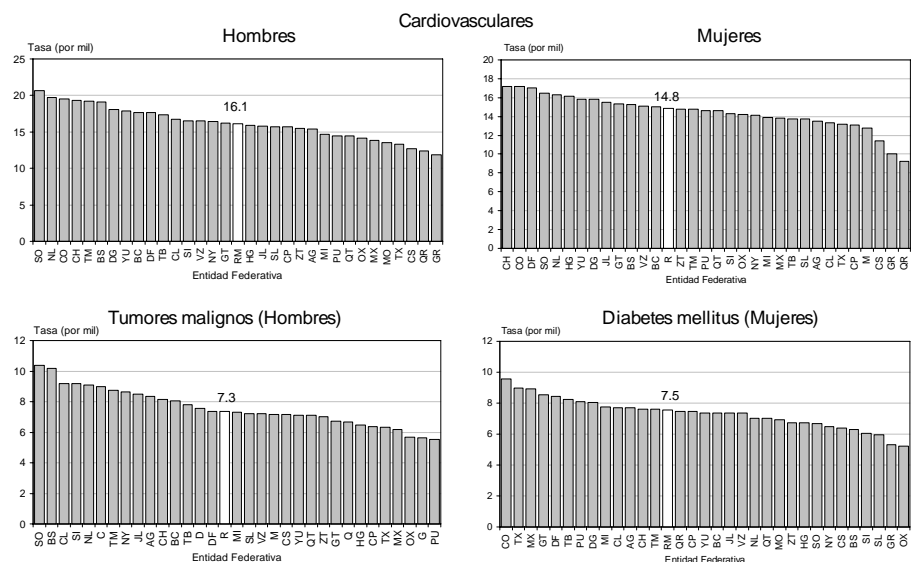 Cardiovasculares
Hombres
Tasa (por mil)
25
20
15
10
5
0
16.1
SO NL CO CH TM BS DG YU BC DF TB CL SI VZ NY GT RM HG JL SL CP ZT AG MI PU QT OX MX MO TX CS QR GR
Entidad Federativa
Mujeres
Tasa (por mil)
20
18
16
14
12
10
8
6
4
2
0
14.8
CH CO DF SO NL HG YU DG JL GT BS VZ BC R ZT TM PU QT SI OX NY MI MX TB SL AG CL TX CP M CS GR QR
Entidad Federativa
Tumores malignos (Hombres)
Tasa (por mil)
12
10
8
6
4
2
0
7.3
SO BS CL SI NL C TM NY JL AG CH BC TB D DF R MI SL VZ M CS YU QT ZT GT Q HG CP TX MX OX G PU
Entidad Federativa
Diabetes mellitus (Mujeres)
Tasa (por mil)
12
10
8
6
4
2
0
7.5
CO TX MX GT DF TB PU DG MI CL AG CH TM RM QR CP YU BC JL VZ NL QT MO ZT HG SO NY CS BS SI SL GR OX
Entidad Federativa